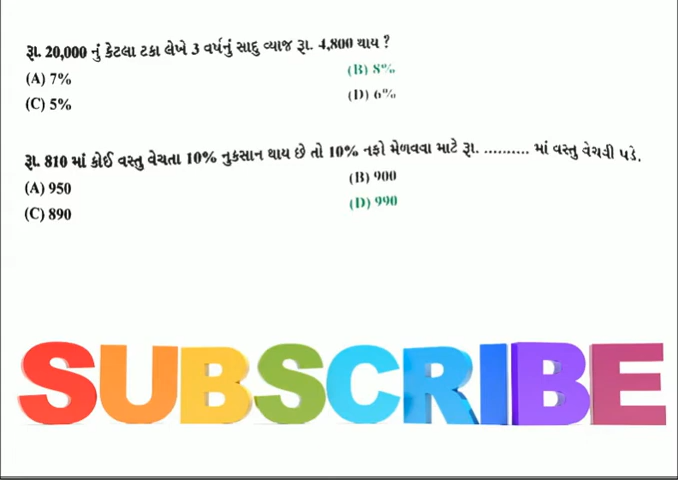 રૂા. 20,000 નું કેટલા ટકા લેખે 3 વર્ષનું સાદુ વ્યાજ રૂા. 4,800 થાય ?
(A) 7% (B) 8%
(C) 5% (D) 6%
રૂા. 810 માં કોઈ વસ્તુ વેચતા 10% નુકસાન થાય છે તો 10% નફો મેળવવા માટે રૂા. .......... માં વસ્તુ વેચવી પડે.
(A) 950 (B) 900
(C) 890 (D) 990
SUBSCRIBE